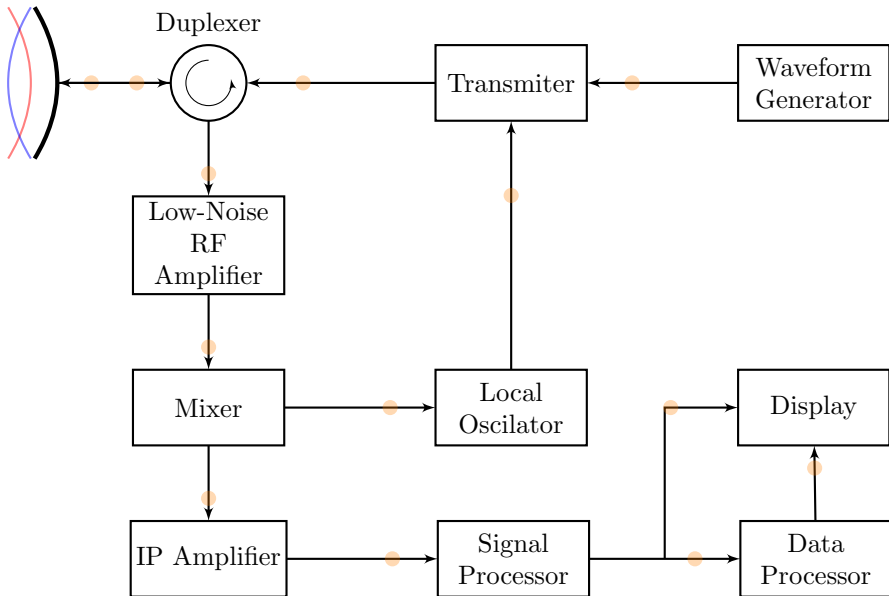 Duplexer
Transmiter
Waveform
Generator
Low-Noise
RF
Amplifier
Mixer
Local
Oscilator
Display
IP Amplifier
Signal
Processor
Data
Processor